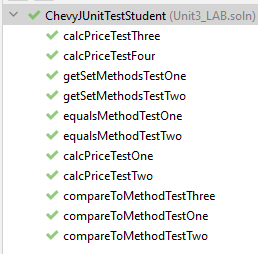 ChevyJUnitTestStudent (Unit3_LAB.soln)
calcPriceTestThree
calcPriceTestFour
getSetMethodsTestOne
getSetMethodsTestTwo
equalsMethodTestOne
equalsMethodTestTwo
calcPriceTestOne
calcPriceTestTwo
compareToMethodTestThree
compareToMethodTestOne
compareToMethodTestTwo